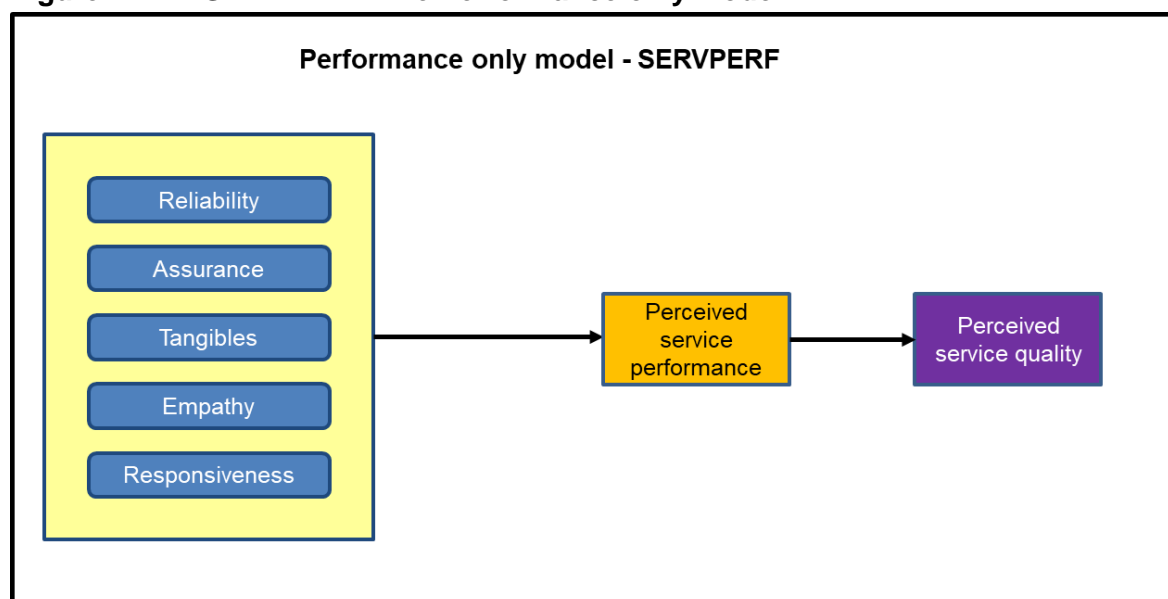 Performance only model - SERVPERF
Reliability
Assurance
Tangibles
Empathy
Responsiveness
Perceived
service
performance
Perceived
service quality